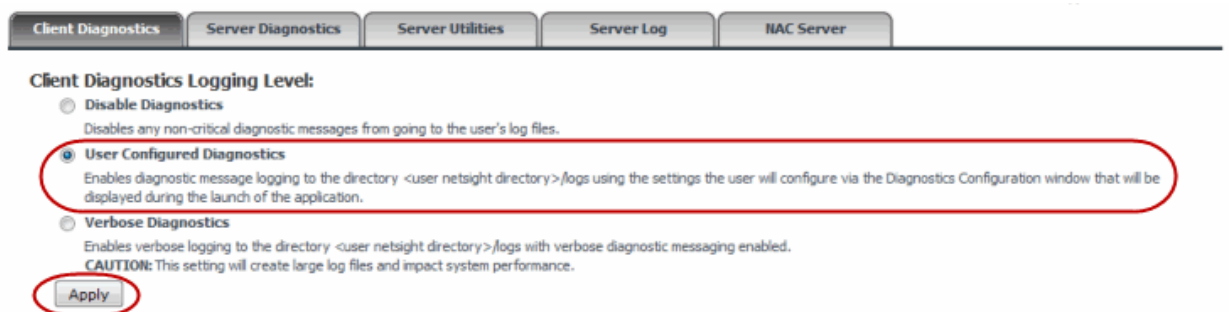 Client Diagnostics Server Diagnostics Server Utilities Server Log NAC Server
Client Diagnostics Logging Level:
Disable Diagnostics
Disables any non-critical diagnostic messages from going to the user's log files.
User Configured Diagnostics
Enables diagnostic message logging to the directory <user netsight directory>/logs using the settings the user will configure via the Diagnostics Configuration window that will be
displayed during the launch of the application.
Verbose Diagnostics
Enables verbose logging to the directory <user netsight directory>/logs with verbose diagnostic messaging enabled.
CAUTION: This setting will create large log files and impact system performance.
Apply